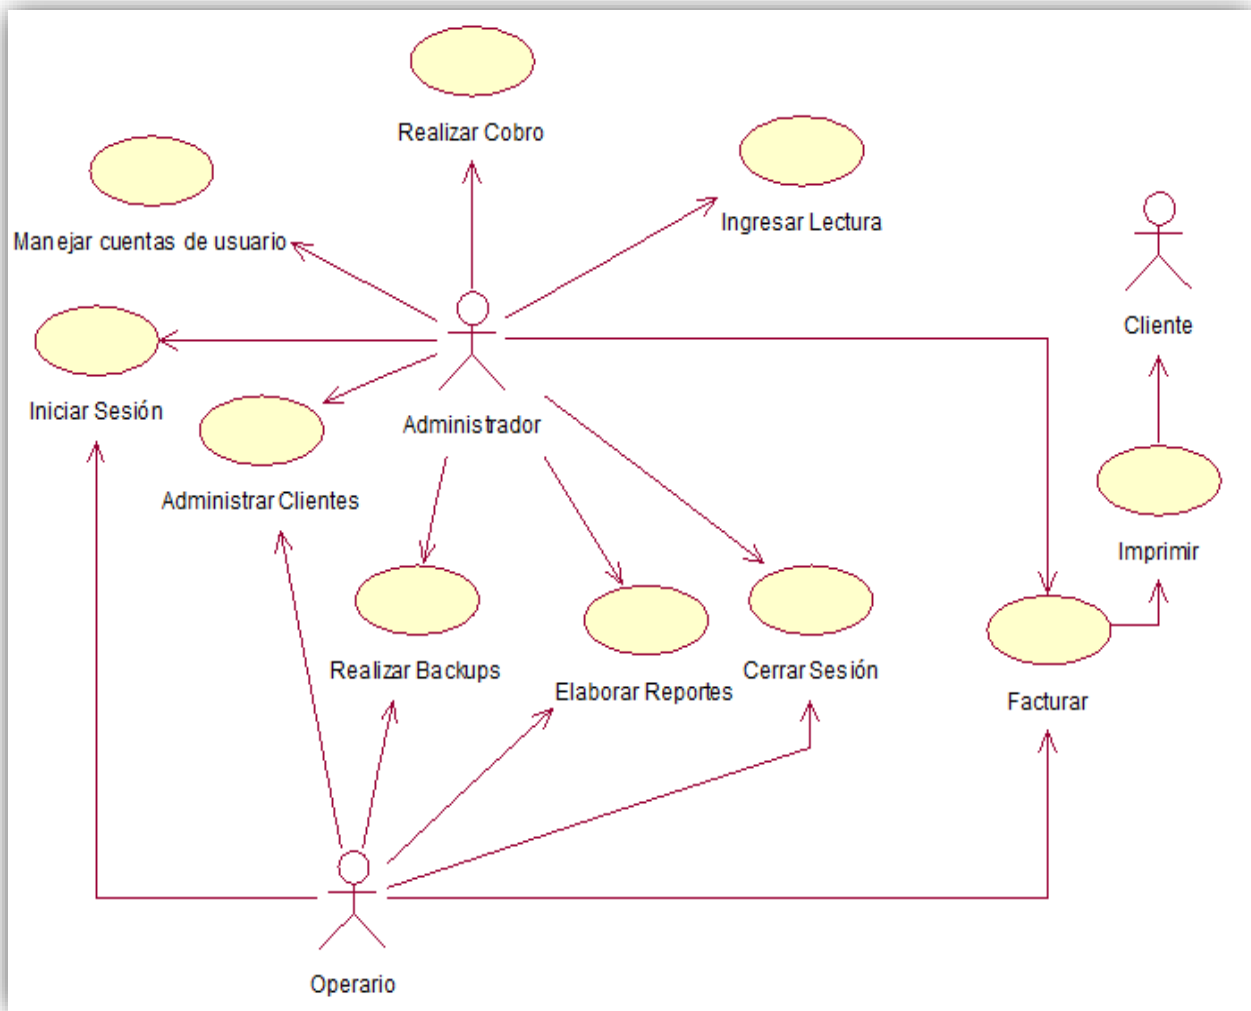 Realizar Cobro
Ingresar Lectura
Manejar cuentas de usuario
Cliente
Iniciar Sesión
Administrador
Administrar Clientes
Imprimir
Realizar Backups
Elaborar Reportes
Cerrar Sesión
Facturar
Operario